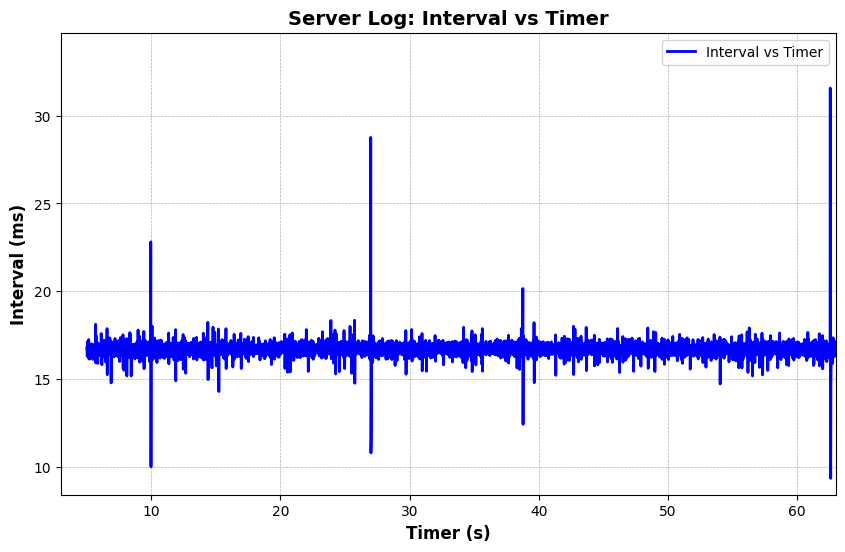 Server Log: Interval vs Timer
Interval vs Timer
Interval (ms)
30
25
20
15
10
10 20 30 40 50 60
Timer (s)